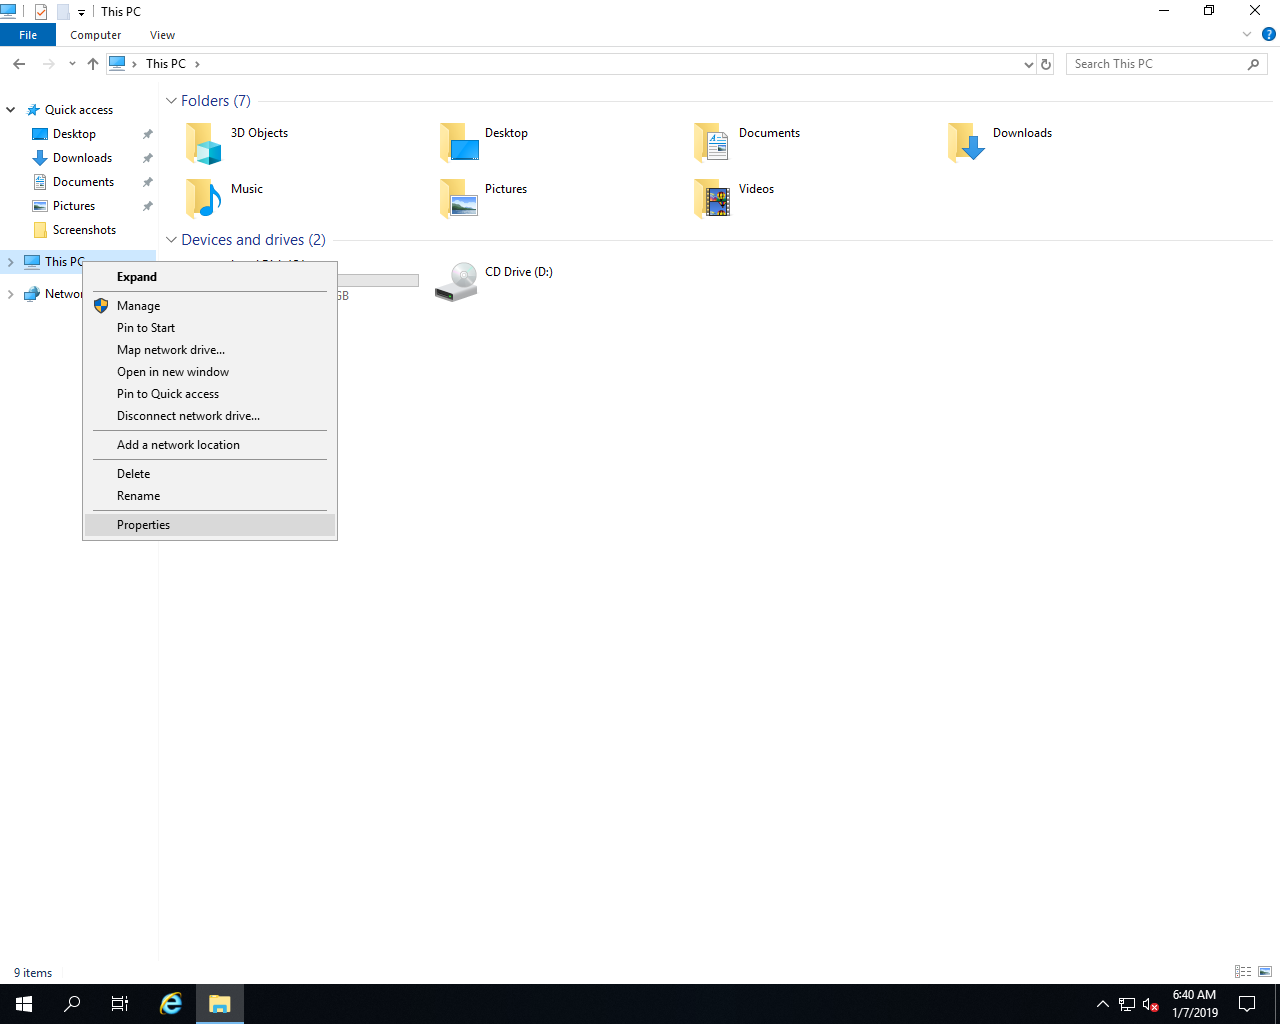 This PC
File Computer View
This PC
Search This PC
Quick access
Desktop
Downloads
Documents
Pictures
Screenshots
This PC
Folders (7)
3D Objects
Desktop
Documents
Downloads
Music
Pictures
Videos
Devices and drives (2)
GB
CD Drive (D:)
Expand
Manage
Pin to Start
Map network drive...
Open in new window
Pin to Quick access
Disconnect network drive...
Add a network location
Delete
Rename
Properties
9 items
6:40 AM
1/7/2019